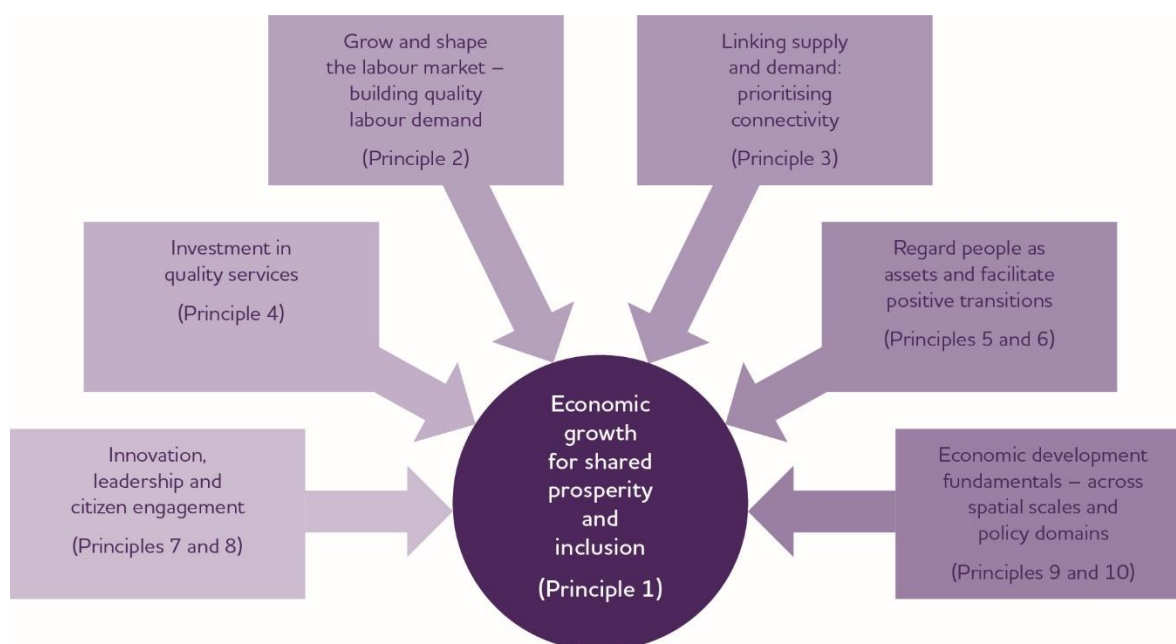 Grow and shape
the labour market –
building quality
labour demand
(Principle 2)
Linking supply
and demand:
prioritising
connectivity
(Principle 3)
Investment in
quality services
(Principle 4)
Regard people as
assets and facilitate
positive transitions
(Principles 5 and 6)
Innovation,
leadership and
citizen engagement
(Principles 7 and 8)
Economic
growth
for shared
prosperity
and
inclusion
(Principle 1)
Economic development
fundamentals – across
spatial scales and
policy domains
(Principles 9 and 10)